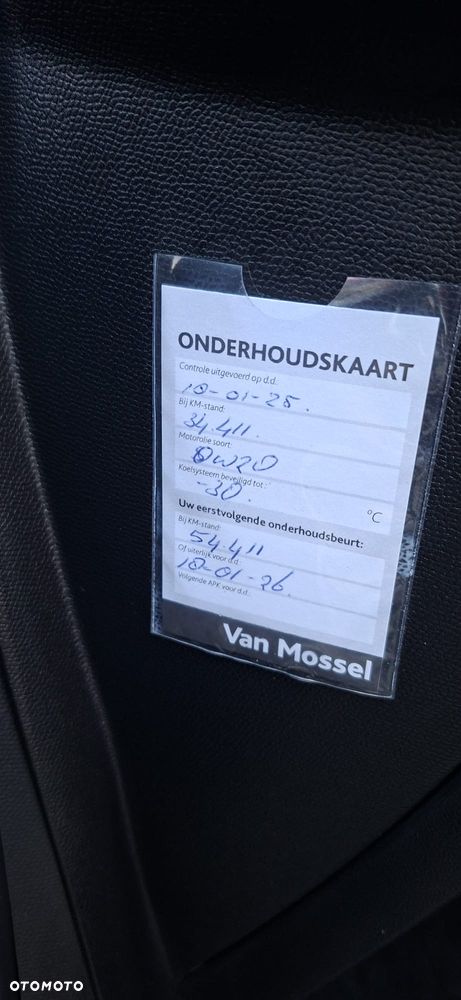 ONDERHOUDSKAART
Controle uitgevoerd op d.d.:
10-01-25.
Bij KM-stand:
34.411.
Motorolie soort:
0W20
Koelsysteem beveiligd tot:
-30.
°C
Uw eerstvolgende onderhoudsbeurt:
Bij KM-stand:
54.411
Of uiterlijk voor d.d.:
10-01-26.
Volgende APK voor d.d.:
Van Mossel
OTOMOTO